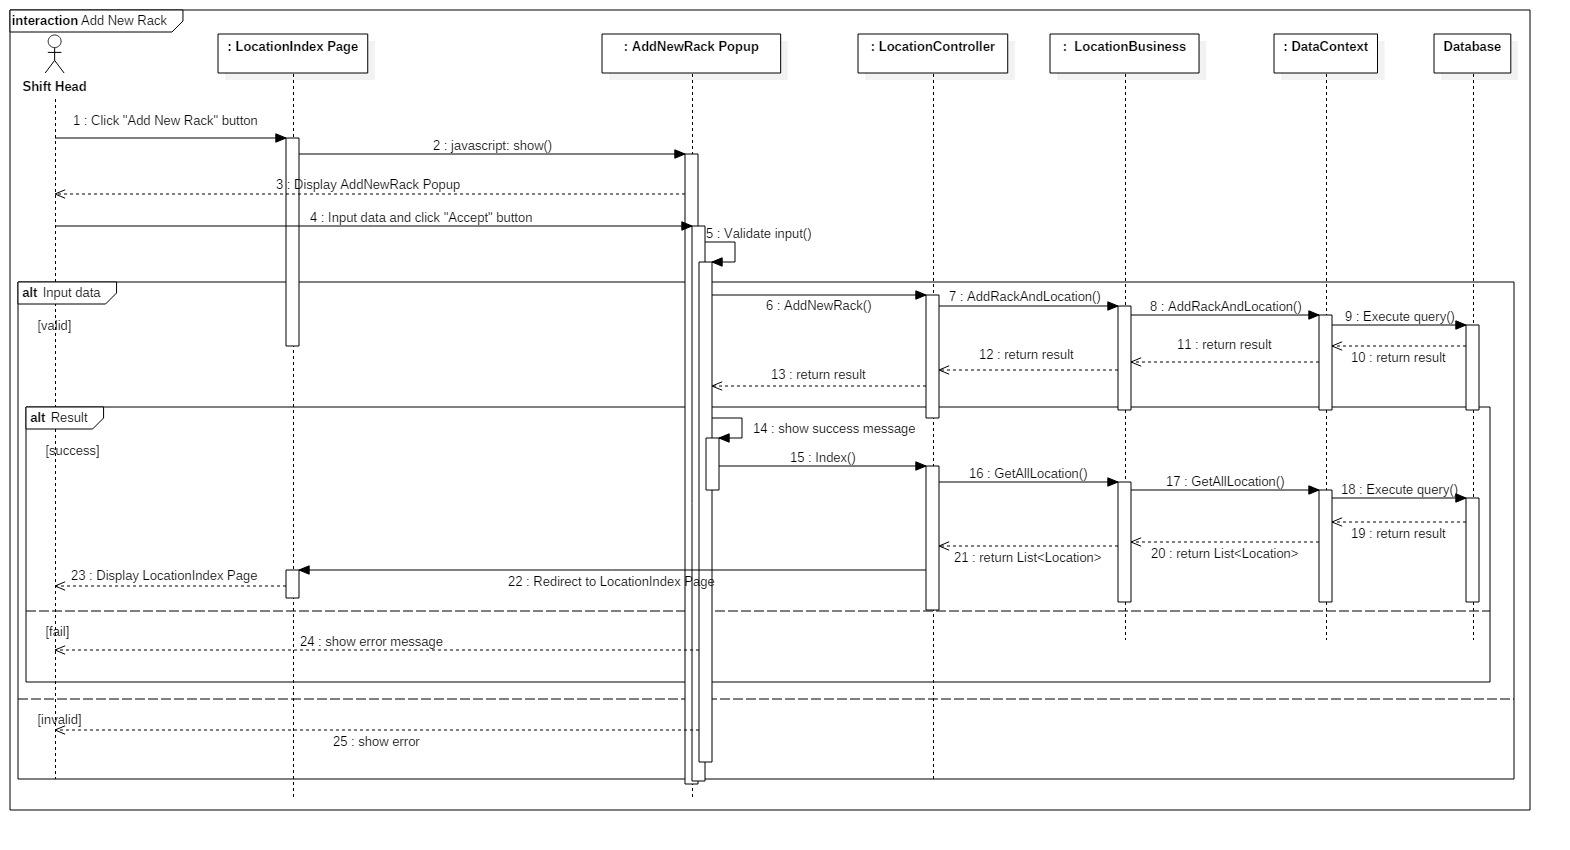 interaction Add New Rack
Shift Head
: LocationIndex Page
: AddNewRack Popup
: LocationController
: LocationBusiness
: DataContext
Database
1 : Click "Add New Rack" button
2 : javascript: show()
3 : Display AddNewRack Popup
4 : Input data and click "Accept" button
5 : Validate input()
alt Input data
[valid]
6 : AddNewRack()
7 : AddRackAndLocation()
8 : AddRackAndLocation()
9 : Execute query()
10 : return result
11 : return result
12 : return result
13 : return result
alt Result
[success]
14 : show success message
15 : Index()
16 : GetAllLocation()
17 : GetAllLocation()
18 : Execute query()
19 : return result
20 : return List<Location>
21 : return List<Location>
22 : Redirect to LocationIndex Page
23 : Display LocationIndex Page
[fail]
24 : show error message
[invalid]
25 : show error